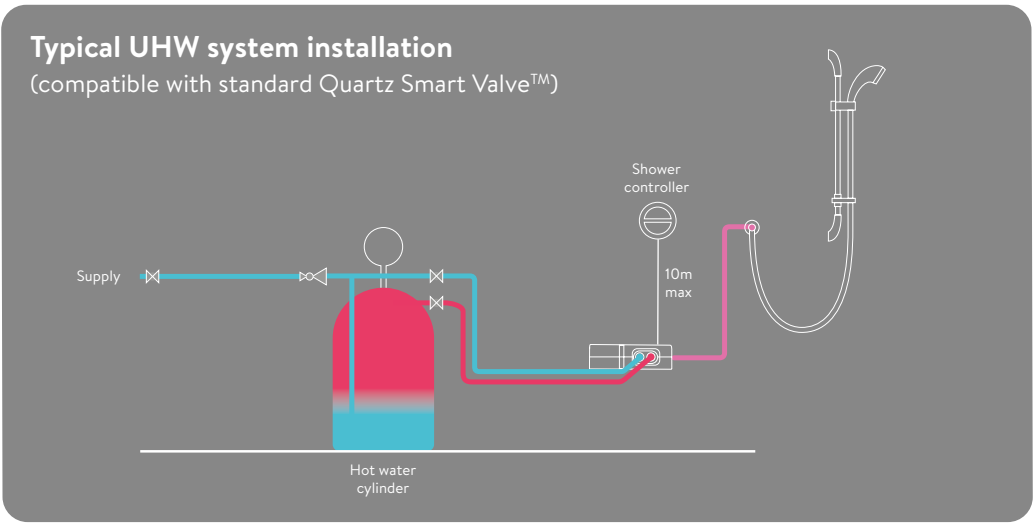 Typical UHW system installation
(compatible with standard Quartz Smart Valve™)
Shower
controller
Supply
10m
max
Hot water
cylinder